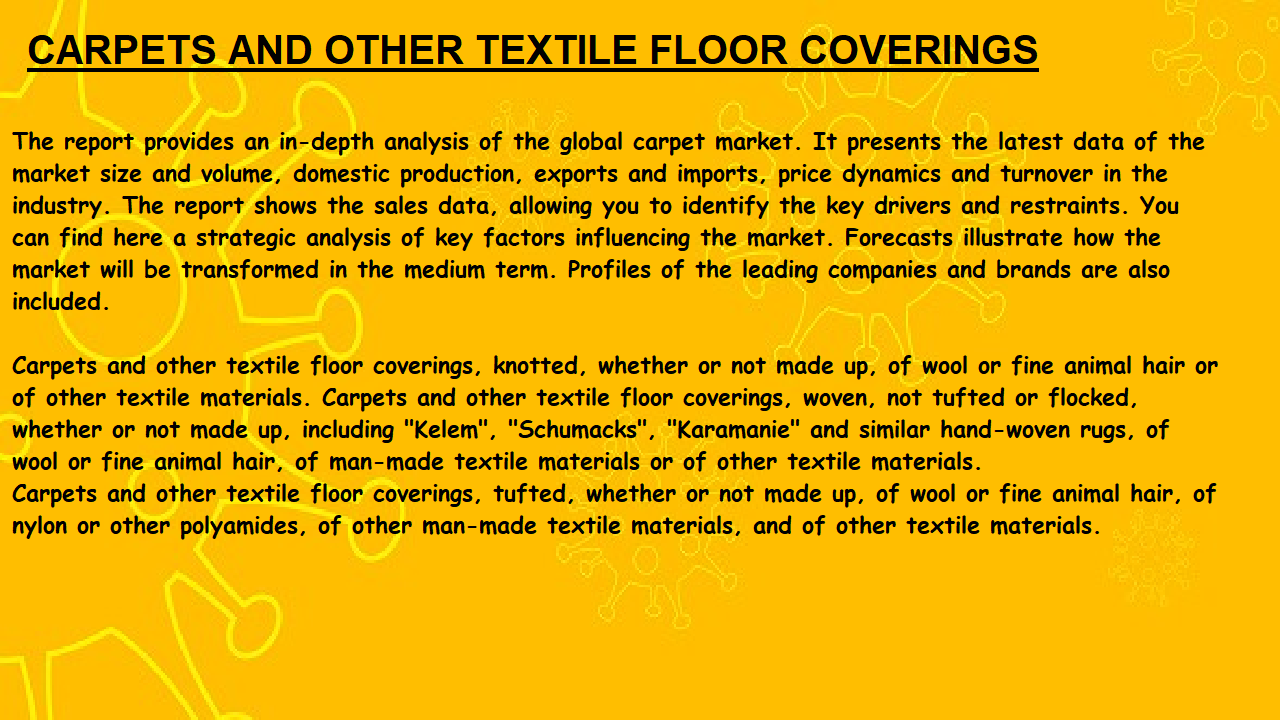 CARPETS AND OTHER TEXTILE FLOOR COVERINGS
The report provides an in-depth analysis of the global carpet market. It presents the latest data of the
market size and volume, domestic production, exports and imports, price dynamics and turnover in the
industry. The report shows the sales data, allowing you to identify the key drivers and restraints. You
can find here a strategic analysis of key factors influencing the market. Forecasts illustrate how the
market will be transformed in the medium term. Profiles of the leading companies and brands are also
included.
Carpets and other textile floor coverings, knotted, whether or not made up, of wool or fine animal hair or
of other textile materials. Carpets and other textile floor coverings, woven, not tufted or flocked,
whether or not made up, including "Kelem", "Schumacks", "Karamanie" and similar hand-woven rugs, of
wool or fine animal hair, of man-made textile materials or of other textile materials.
Carpets and other textile floor coverings, tufted, whether or not made up, of wool or fine animal hair, of
nylon or other polyamides, of other man-made textile materials, and of other textile materials.